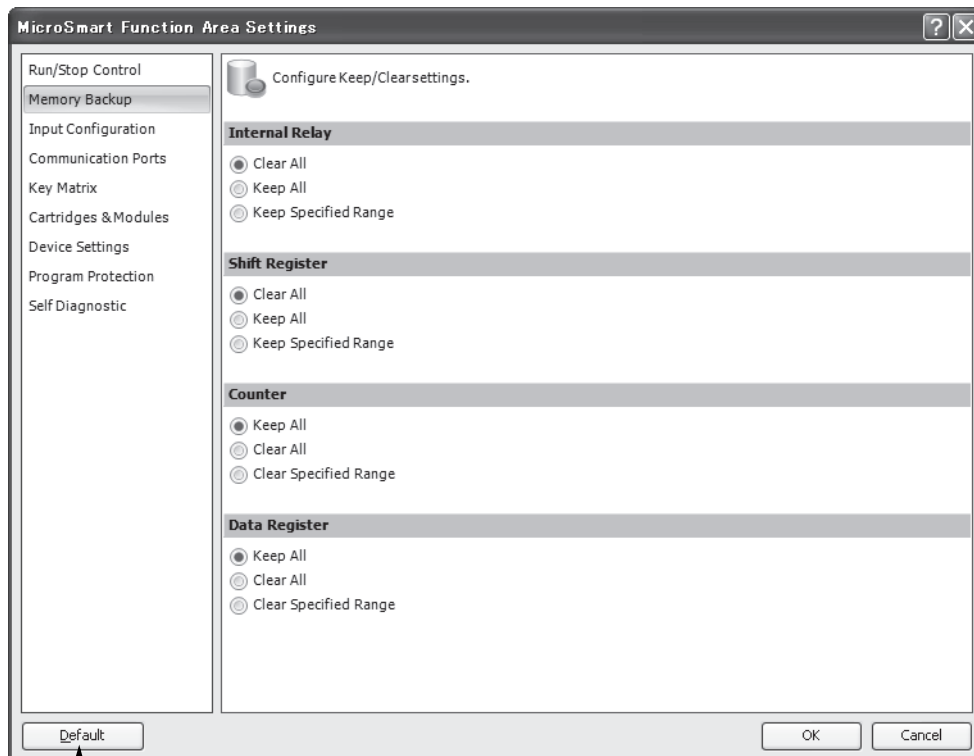 MicroSmart Function Area Settings
?
X
Run/Stop Control
Memory Backup
Input Configuration
Communication Ports
Key Matrix
Cartridges & Modules
Device Settings
Program Protection
Self Diagnostic
Configure Keep/Clearsettings.
Internal Relay
Clear All
Keep All
Keep Specified Range
Shift Register
Clear All
Keep All
Keep Specified Range
Counter
Keep All
Clear All
Clear Specified Range
Data Register
Keep All
Clear All
Clear Specified Range
Default
OK
Cancel